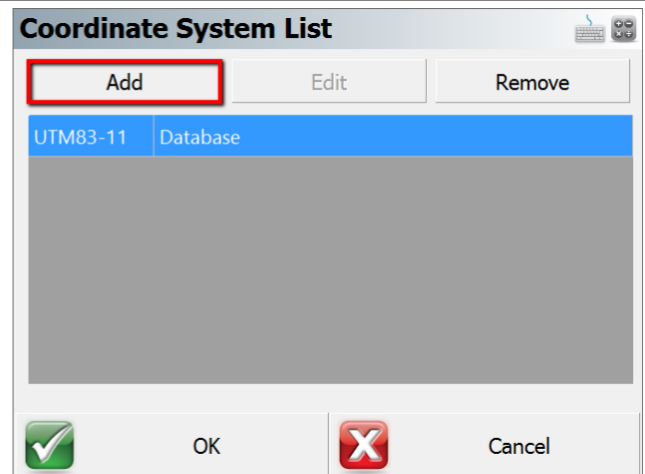 Coordinate System List
Add Edit Remove
UTM83-11 Database
OK Cancel